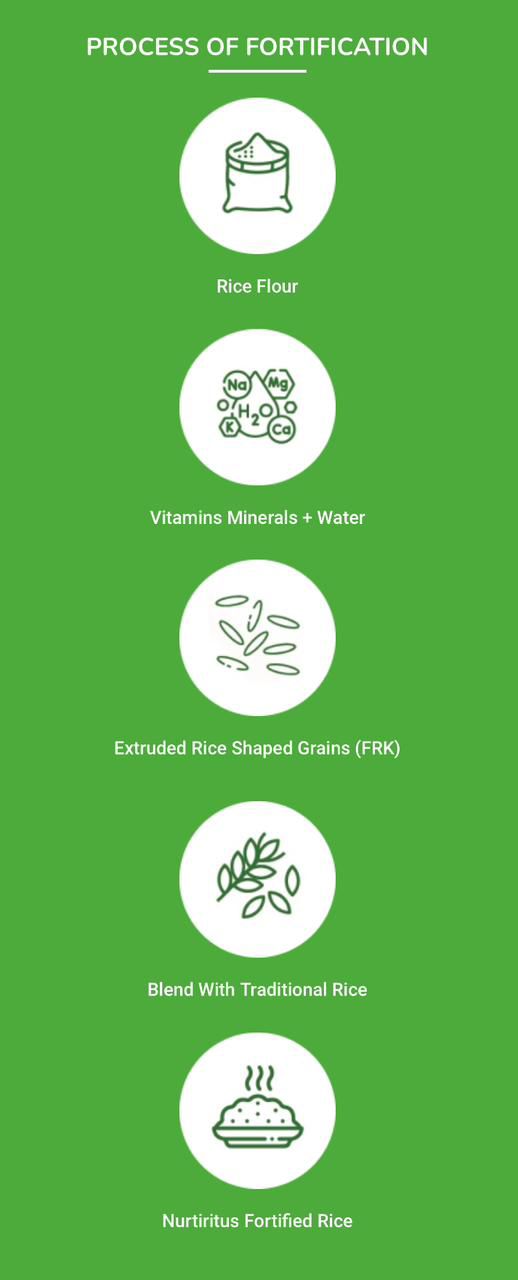 PROCESS OF FORTIFICATION
Rice Flour
Na
Mg
H2O
K
Ca
Vitamins Minerals + Water
Extruded Rice Shaped Grains (FRK)
Blend With Traditional Rice
Nurtiritus Fortified Rice